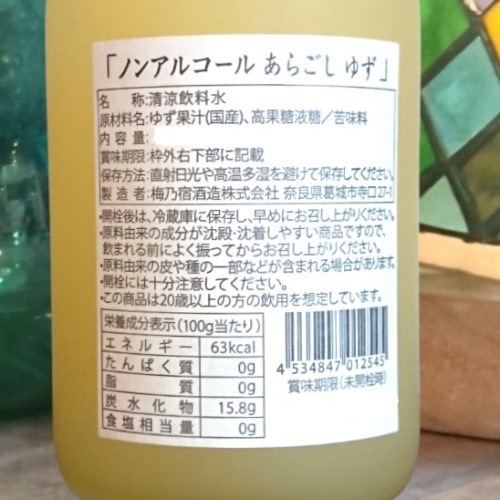 「ノンアルコール あらごし ゆず」
名 称:清涼飲料水
原材料名:ゆず果汁(国産)、高果糖液糖/苦味料
内 容 量:
賞味期限:枠外右下部に記載
保存方法:直射日光や高温多湿を避けて保存してください。
製 造 者:梅乃宿酒造株式会社 奈良県葛城市寺口27-1
•開栓後は、冷蔵庫に保存し、早めにお召し上がりください。
•原料由来の成分が沈殿・沈着しやすい商品ですので、
飲まれる前によく振ってからお召し上がりください。
•原料由来の皮や種の一部などが含まれる場合があります。
•開栓には十分注意してください。
•この商品は20歳以上の方の飲用を想定しています。
栄養成分表示(100g当たり)
エネルギー 63kcal
たんぱく質 0g
脂質 0g
炭水化物 15.8g
食塩相当量 0g
4 534847 012545
賞味期限(未開栓時)